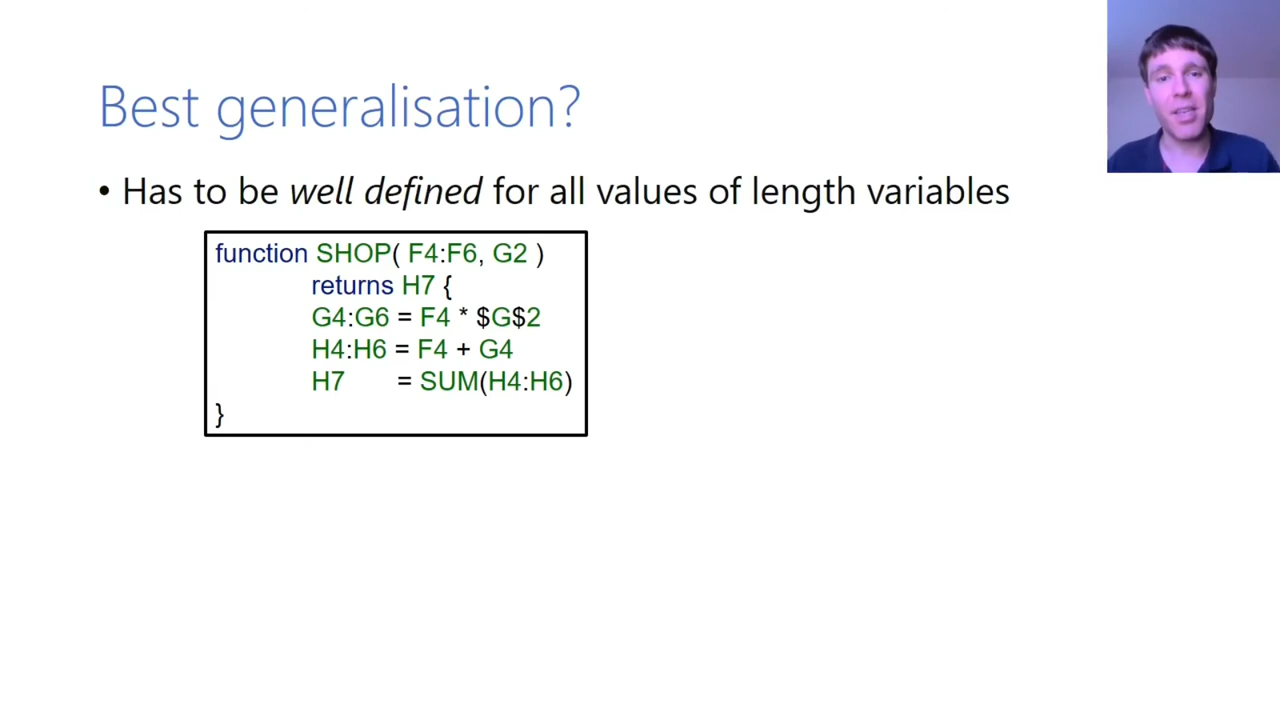 Best generalisation?
• Has to be well defined for all values of length variables
function SHOP( F4:F6, G2 )
returns H7 {
G4:G6 = F4 * $G$2
H4:H6 = F4 + G4
H7 = SUM(H4:H6)
}